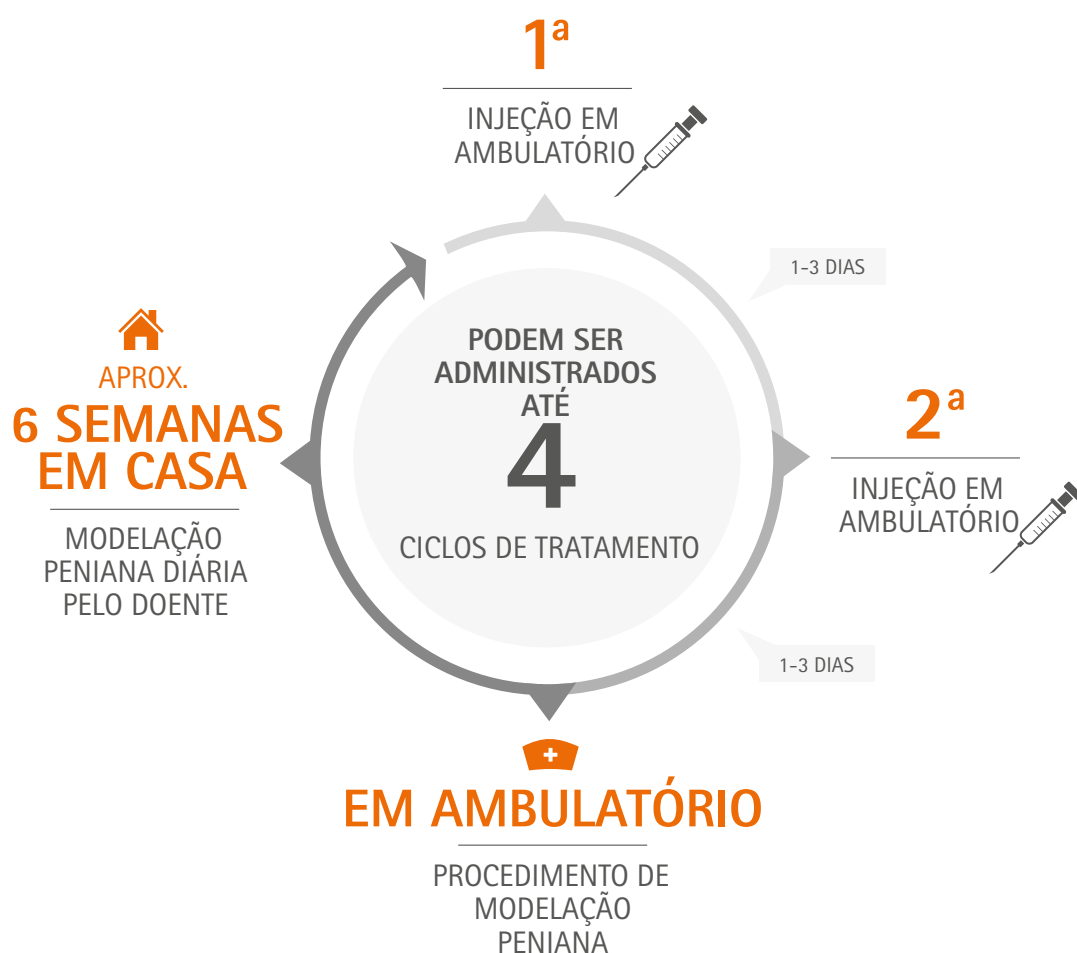 1ª
INJEÇÃO EM
AMBULATÓRIO
1-3 DIAS
2ª
INJEÇÃO EM
AMBULATÓRIO
1-3 DIAS
EM AMBULATÓRIO
PROCEDIMENTO DE
MODELAÇÃO
PENIANA
APROX.
6 SEMANAS
EM CASA
MODELAÇÃO
PENIANA DIÁRIA
PELO DOENTE
PODEM SER
ADMINISTRADOS
ATÉ
4
CICLOS DE TRATAMENTO